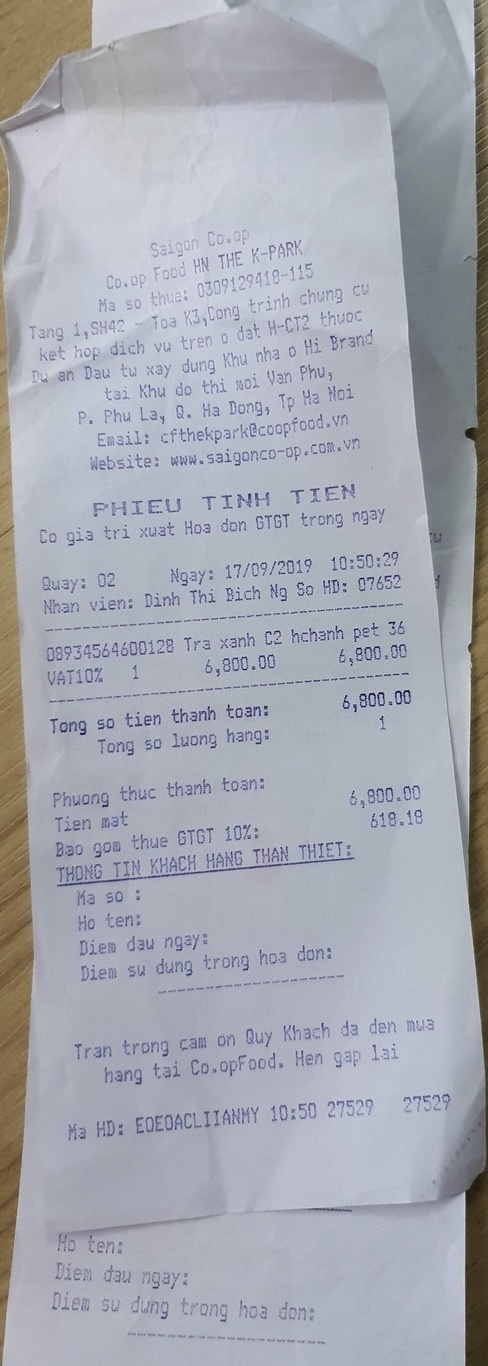 Saigon Co.op
Co.op Food HN THE K-PARK
Ma so thue: 0309129418-115
Tang 1,SH42 - Toa K3,Cong trinh chung cu
ket hop dich vu tren o dat H-CT2 thuoc
Du an Dau tu xay dung Khu nha o Hi Brand
tai Khu do thi moi Van Phu,
P. Phu La, Q. Ha Dong, Tp Ha Noi
Email: cfthekpark@coopfood.vn
Website: www.saigonco-op.com.vn
PHIEU TINH TIEN
Co gia tri xuat Hoa don GTGT trong ngay
Quay: 02 Ngay: 17/09/2019 10:50:29
Nhan vien: Dinh Thi Bich Ng So HD: 07652
08934564600128 Tra xanh C2 hchanh pet 36
VAT10% 1 6,800.00 6,800.00
Tong so tien thanh toan: 6,800.00
Tong so luong hang: 1
Phuong thuc thanh toan:
Tien mat 6,800.00
Bao gom thue GTGT 10%: 618.18
THONG TIN KHACH HANG THAN THIET:
Ma so :
Ho ten:
Diem dau ngay:
Diem su dung trong hoa don:
Tran trong cam on Quy Khach da den mua
hang tai Co.opFood. Hen gap lai
Ma HD: EOEOACLIIANMY 10:50 27529 27529
Ho ten:
Diem dau ngay:
Diem su dung trong hoa don: